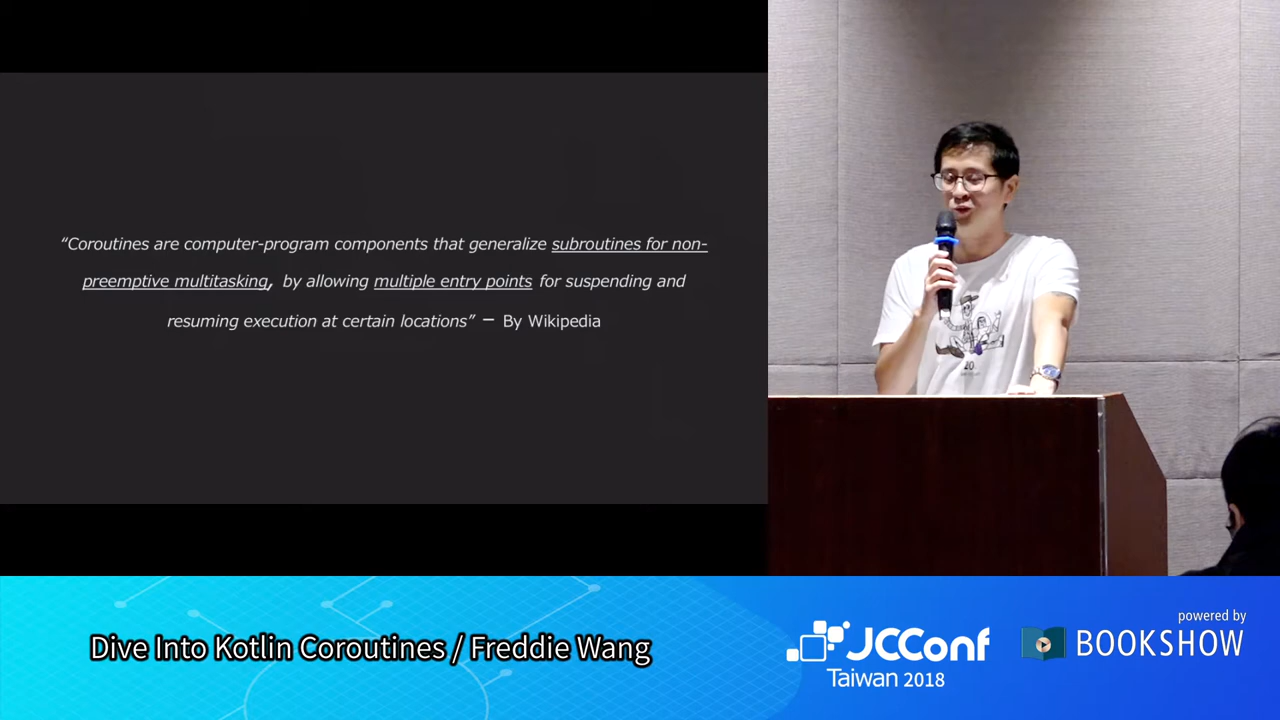 “Coroutines are computer-program components that generalize subroutines for non-
preemptive multitasking, by allowing multiple entry points for suspending and
resuming execution at certain locations” – By Wikipedia
20
Dive Into Kotlin Coroutines / Freddie Wang
JCConf
Taiwan 2018
powered by
BOOKSHOW